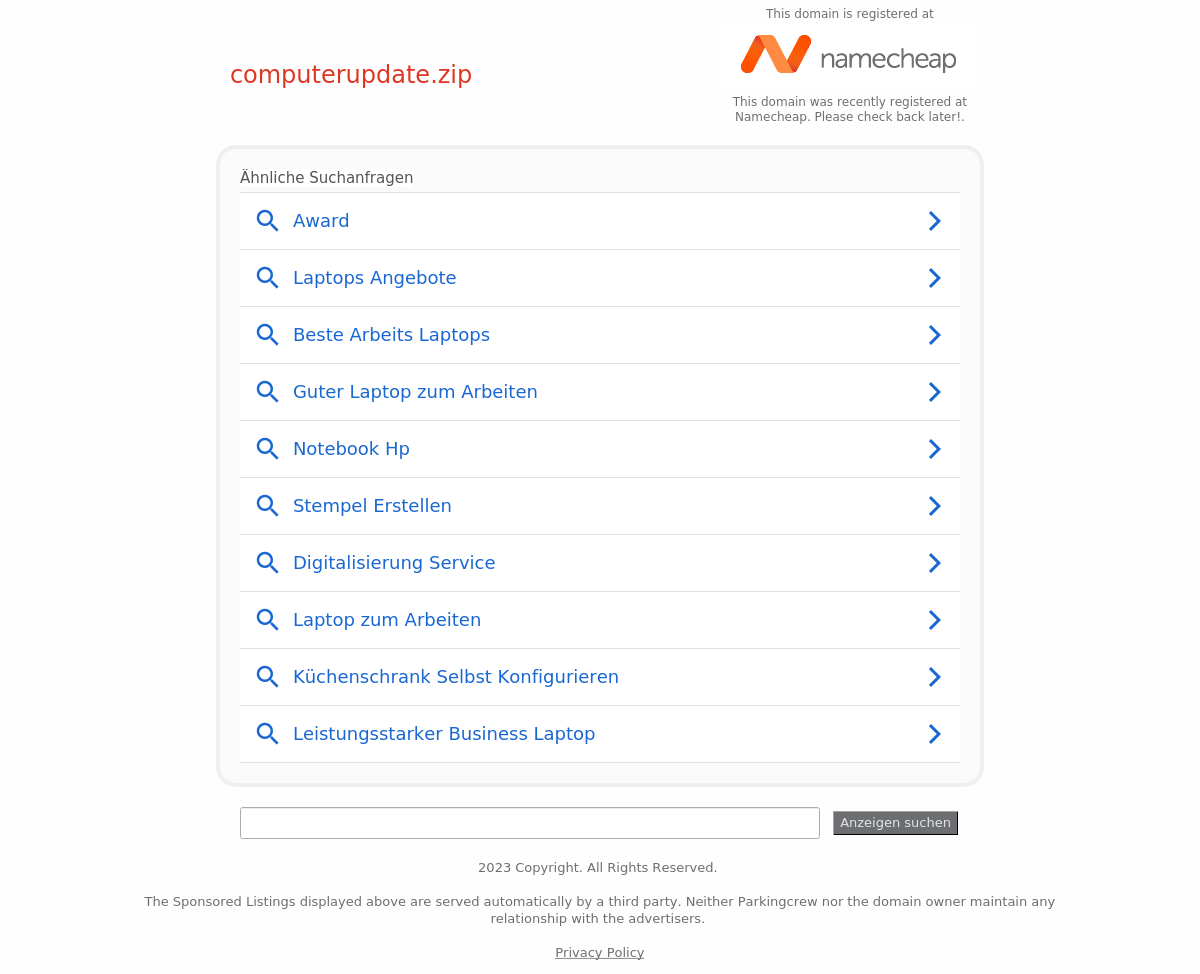 This domain is registered at
namecheap
computerupdate.zip
This domain was recently registered at
Namecheap. Please check back later!.
Ähnliche Suchanfragen
Award
Laptops Angebote
Beste Arbeits Laptops
Guter Laptop zum Arbeiten
Notebook Hp
Stempel Erstellen
Digitalisierung Service
Laptop zum Arbeiten
Küchenschrank Selbst Konfigurieren
Leistungsstarker Business Laptop
Anzeigen suchen
2023 Copyright. All Rights Reserved.
The Sponsored Listings displayed above are served automatically by a third party. Neither Parkingcrew nor the domain owner maintain any
relationship with the advertisers.
Privacy Policy